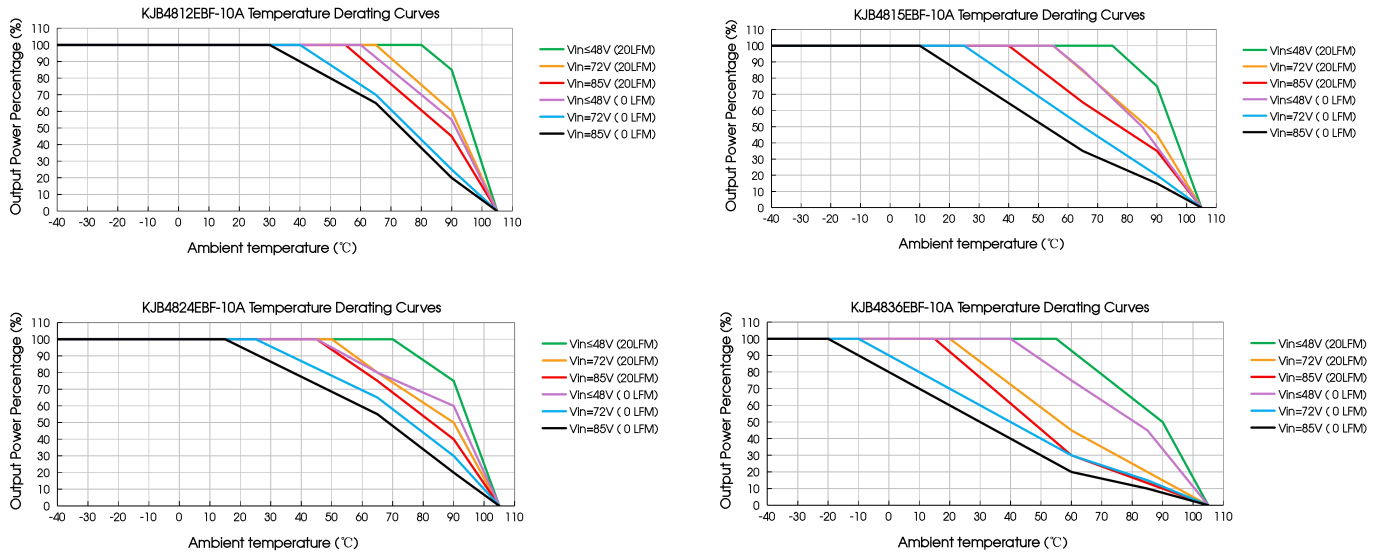 KJB4812EBF-10A Temperature Derating Curves
Output Power Percentage (%)
110
100
90
80
70
60
50
40
30
20
10
0
-40 -30 -20 -10 0 10 20 30 40 50 60 70 80 90 100 110
Ambient temperature (℃)
Vin≤48V (20LFM)
Vin=72V (20LFM)
Vin=85V (20LFM)
Vin≤48V ( 0 LFM)
Vin=72V ( 0 LFM)
Vin=85V ( 0 LFM)
KJB4815EBF-10A Temperature Derating Curves
Output Power Percentage (%)
110
100
90
80
70
60
50
40
30
20
10
0
-40 -30 -20 -10 0 10 20 30 40 50 60 70 80 90 100 110
Ambient temperature (℃)
Vin≤48V (20LFM)
Vin=72V (20LFM)
Vin=85V (20LFM)
Vin≤48V ( 0 LFM)
Vin=72V ( 0 LFM)
Vin=85V ( 0 LFM)
KJB4824EBF-10A Temperature Derating Curves
Output Power Percentage (%)
110
100
90
80
70
60
50
40
30
20
10
0
-40 -30 -20 -10 0 10 20 30 40 50 60 70 80 90 100 110
Ambient temperature (℃)
Vin≤48V (20LFM)
Vin=72V (20LFM)
Vin=85V (20LFM)
Vin≤48V ( 0 LFM)
Vin=72V ( 0 LFM)
Vin=85V ( 0 LFM)
KJB4836EBF-10A Temperature Derating Curves
Output Power Percentage (%)
110
100
90
80
70
60
50
40
30
20
10
0
-40 -30 -20 -10 0 10 20 30 40 50 60 70 80 90 100 110
Ambient temperature (℃)
Vin≤48V (20LFM)
Vin=72V (20LFM)
Vin=85V (20LFM)
Vin≤48V ( 0 LFM)
Vin=72V ( 0 LFM)
Vin=85V ( 0 LFM)